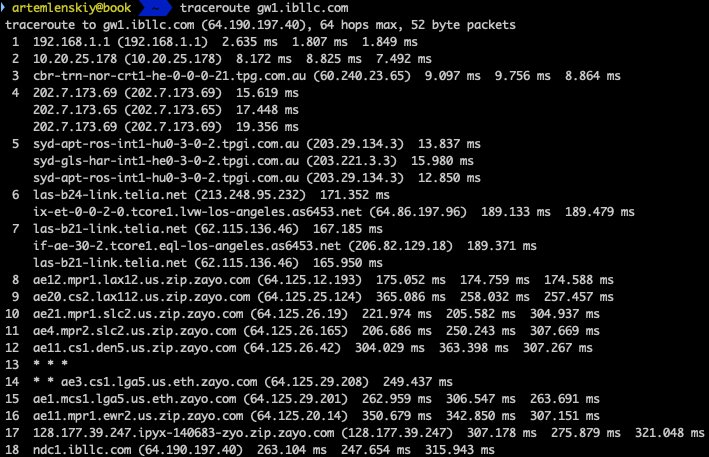 artemlenskiy@book traceroute gw1.ibllc.com
traceroute to gw1.ibllc.com (64.190.197.40), 64 hops max, 52 byte packets
1 192.168.1.1 (192.168.1.1) 2.635 ms 1.807 ms 1.849 ms
2 10.20.25.178 (10.20.25.178) 8.172 ms 8.825 ms 7.492 ms
3 cbr-trn-nor-crt1-he-0-0-0-21.tpg.com.au (60.240.23.65) 9.097 ms 9.756 ms 8.864 ms
4 202.7.173.69 (202.7.173.69) 15.619 ms
202.7.173.65 (202.7.173.65) 17.448 ms
202.7.173.69 (202.7.173.69) 19.356 ms
5 syd-apt-ros-int1-hu0-3-0-2.tpgi.com.au (203.29.134.3) 13.837 ms
syd-gls-har-int1-he0-3-0-2.tpgi.com.au (203.221.3.3) 15.980 ms
syd-apt-ros-int1-hu0-3-0-2.tpgi.com.au (203.29.134.3) 12.850 ms
6 las-b24-link.telia.net (213.248.95.232) 171.352 ms
ix-et-0-0-2-0.tcore1.lvw-los-angeles.as6453.net (64.86.197.96) 189.133 ms 189.479 ms
7 las-b21-link.telia.net (62.115.136.46) 167.185 ms
if-ae-30-2.tcore1.eql-los-angeles.as6453.net (206.82.129.18) 189.371 ms
las-b21-link.telia.net (62.115.136.46) 165.950 ms
8 ae12.mpr1.lax12.us.zip.zayo.com (64.125.12.193) 175.052 ms 174.759 ms 174.588 ms
9 ae20.cs2.lax112.us.zip.zayo.com (64.125.25.124) 365.086 ms 258.032 ms 257.457 ms
10 ae21.mpr1.slc2.us.zip.zayo.com (64.125.26.19) 221.974 ms 205.582 ms 304.937 ms
11 ae4.mpr2.slc2.us.zip.zayo.com (64.125.26.165) 206.686 ms 250.243 ms 307.669 ms
12 ae11.cs1.den5.us.zip.zayo.com (64.125.26.42) 304.029 ms 363.398 ms 307.267 ms
13 * * *
14 * * ae3.cs1.lga5.us.eth.zayo.com (64.125.29.208) 249.437 ms
15 ae1.mcs1.lga5.us.eth.zayo.com (64.125.29.201) 262.959 ms 306.547 ms 263.691 ms
16 ae11.mpr1.ewr2.us.zip.zayo.com (64.125.20.14) 350.679 ms 342.850 ms 307.151 ms
17 128.177.39.247.ipyx-140683-zyo.zip.zayo.com (128.177.39.247) 307.178 ms 275.879 ms 321.048 ms
18 ndc1.ibllc.com (64.190.197.40) 263.104 ms 247.654 ms 315.943 ms